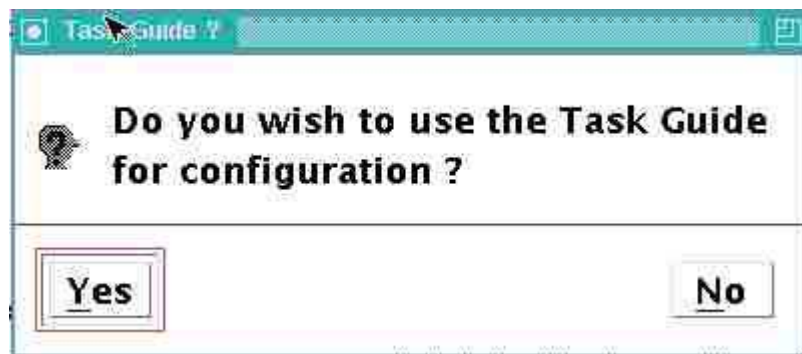 Task Guide ?
Do you wish to use the Task Guide
for configuration ?
Yes
No